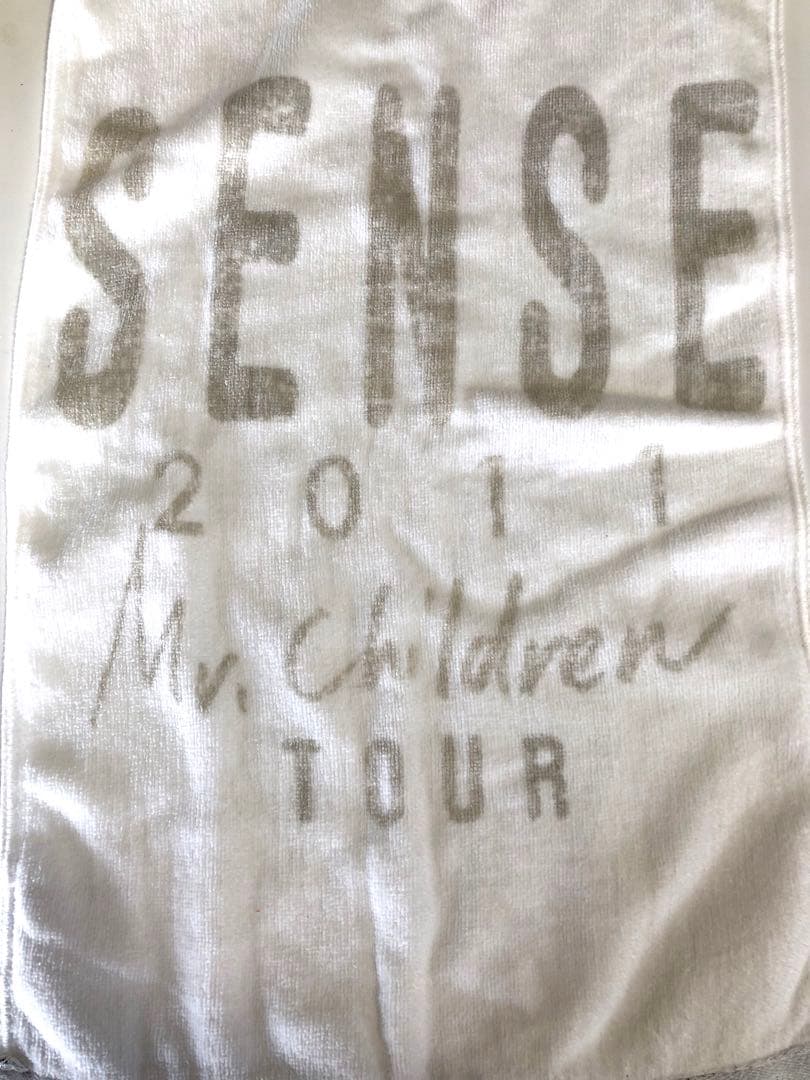 SENSE
2011
Mr. Children
TOUR